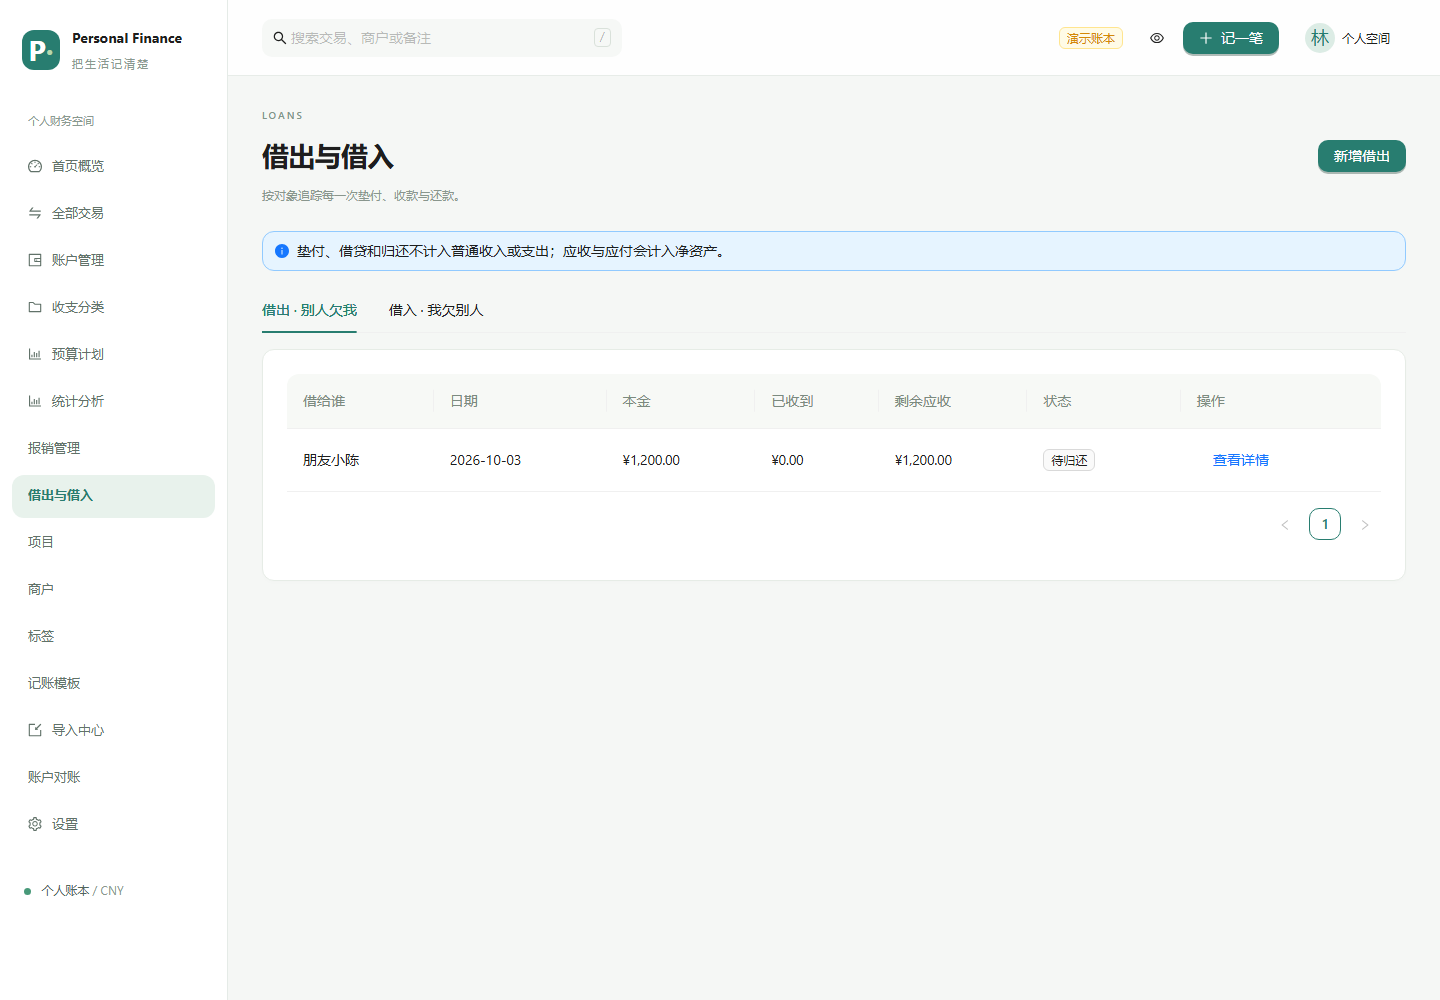 P
Personal Finance
把生活记清楚
个人财务空间
首页概览
全部交易
账户管理
收支分类
预算计划
统计分析
报销管理
借出与借入
项目
商户
标签
记账模板
导入中心
账户对账
设置
个人账本 / CNY
搜索交易、商户或备注
/
演示账本
记一笔
林
个人空间
LOANS
借出与借入
新增借出
按对象追踪每一次垫付、收款与还款。
垫付、借贷和归还不计入普通收入或支出；应收与应付会计入净资产。
借出 · 别人欠我
借入 · 我欠别人
借给谁 日期 本金 已收到 剩余应收 状态 操作
朋友小陈 2026-10-03 ¥1,200.00 ¥0.00 ¥1,200.00 待归还 查看详情
1